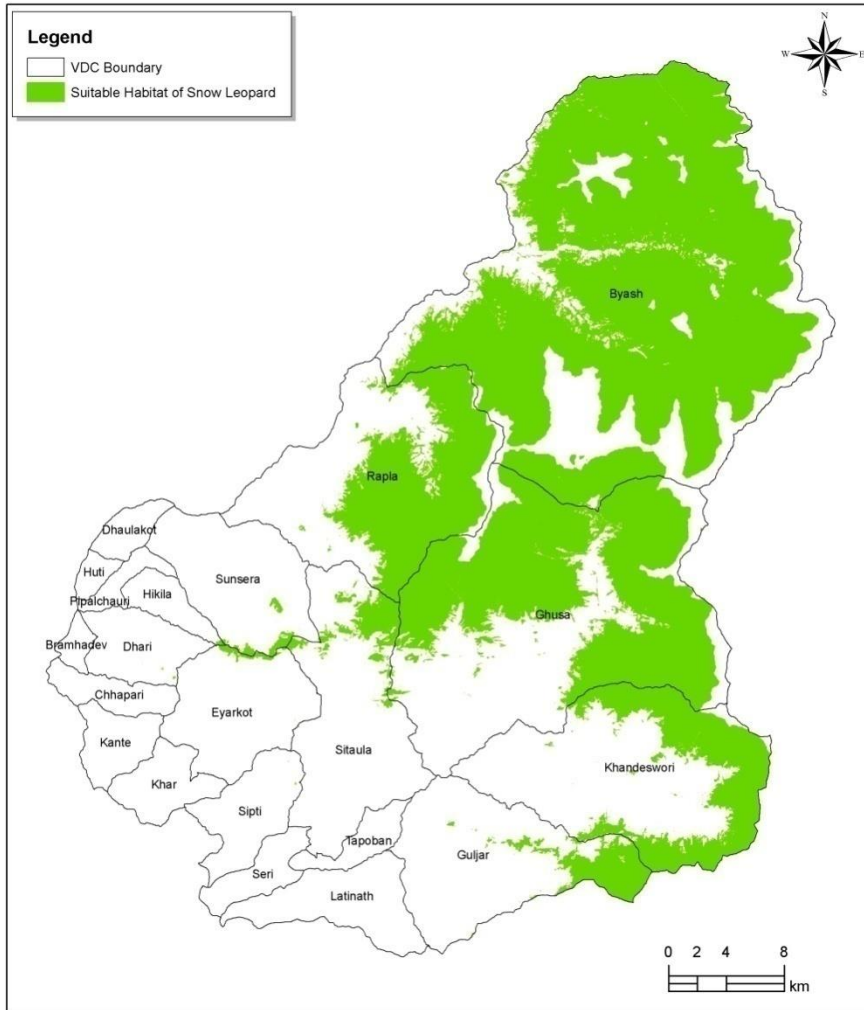 Legend
VDC Boundary
Suitable Habitat of Snow Leopard
N
W E
S
Byash
Rapla
Dhaulakot
Huti
Sunsera
Hikila
Pipalchauri
Ghusa
Bramhadev
Dhari
Chhapari
Eyarkot
Kante
Sitaula
Khandeswori
Khar
Sipti
Tapoban
Guljar
Seri
Latinath
0 2 4 8
km